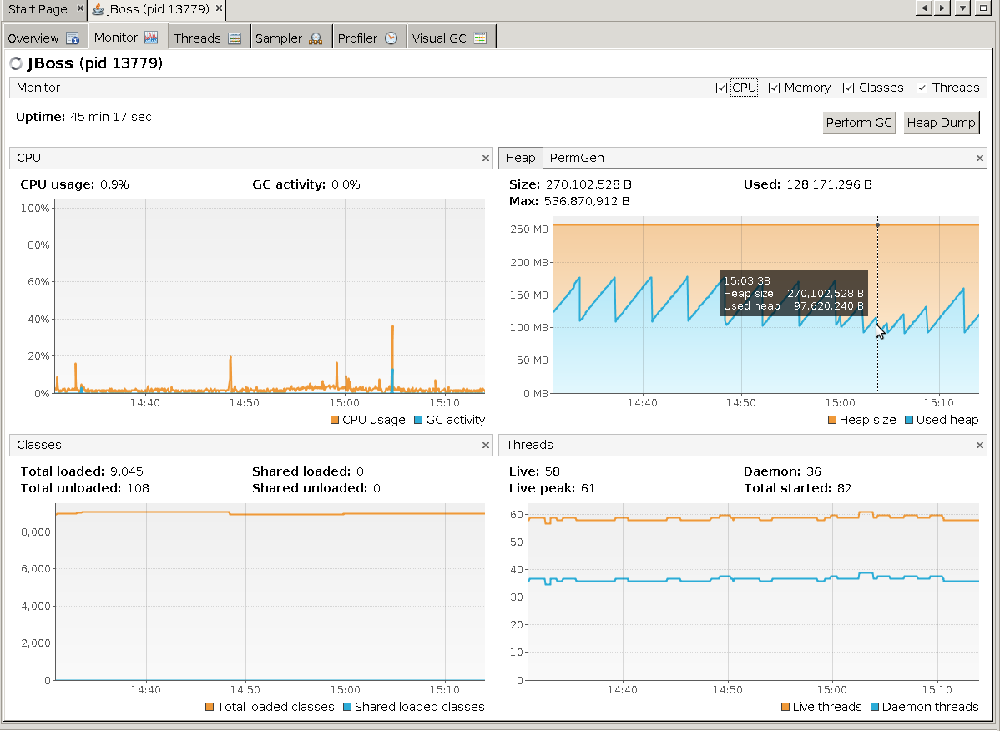 Start Page JBoss (pid 13779)
Overview Monitor Threads Sampler Profiler Visual GC
JBoss (pid 13779)
Monitor CPU Memory Classes Threads
Uptime: 45 min 17 sec
Perform GC Heap Dump
CPU
CPU usage: 0.9% GC activity: 0.0%
100%
80%
60%
40%
20%
0%
14:40 14:50 15:00 15:10
CPU usage GC activity
Heap PermGen
Size: 270,102,528 B Used: 128,171,296 B
Max: 536,870,912 B
250 MB
200 MB
150 MB
100 MB
50 MB
0 MB
15:03:38
Heap size 270,102,528 B
Used heap 97,620,240 B
14:40 14:50 15:00 15:10
Heap size Used heap
Classes
Total loaded: 9,045 Shared loaded: 0
Total unloaded: 108 Shared unloaded: 0
8,000
6,000
4,000
2,000
0
14:40 14:50 15:00 15:10
Total loaded classes Shared loaded classes
Threads
Live: 58 Daemon: 36
Live peak: 61 Total started: 82
60
50
40
30
20
10
0
14:40 14:50 15:00 15:10
Live threads Daemon threads